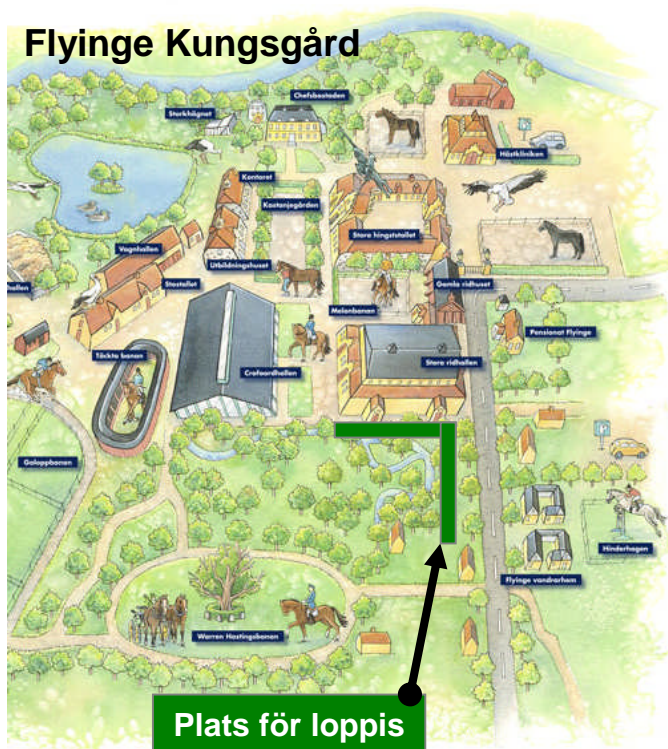 Flyinge Kungsgård
Chefsbostaden
Storkhägnet
Hästkliniken
Kontoret
Kastanjegården
Stora hingststallet
Vagnhallen
Utbildningshuset
Gamla ridhuset
hallen
Stostallet
Melonbanan
Pensionat Flyinge
Täckta banan
Crafoordhallen
Stora ridhallen
Galoppbanan
Hinderhagen
Flyinge vandrarhem
Warren Hastingsbanan
Plats för loppis